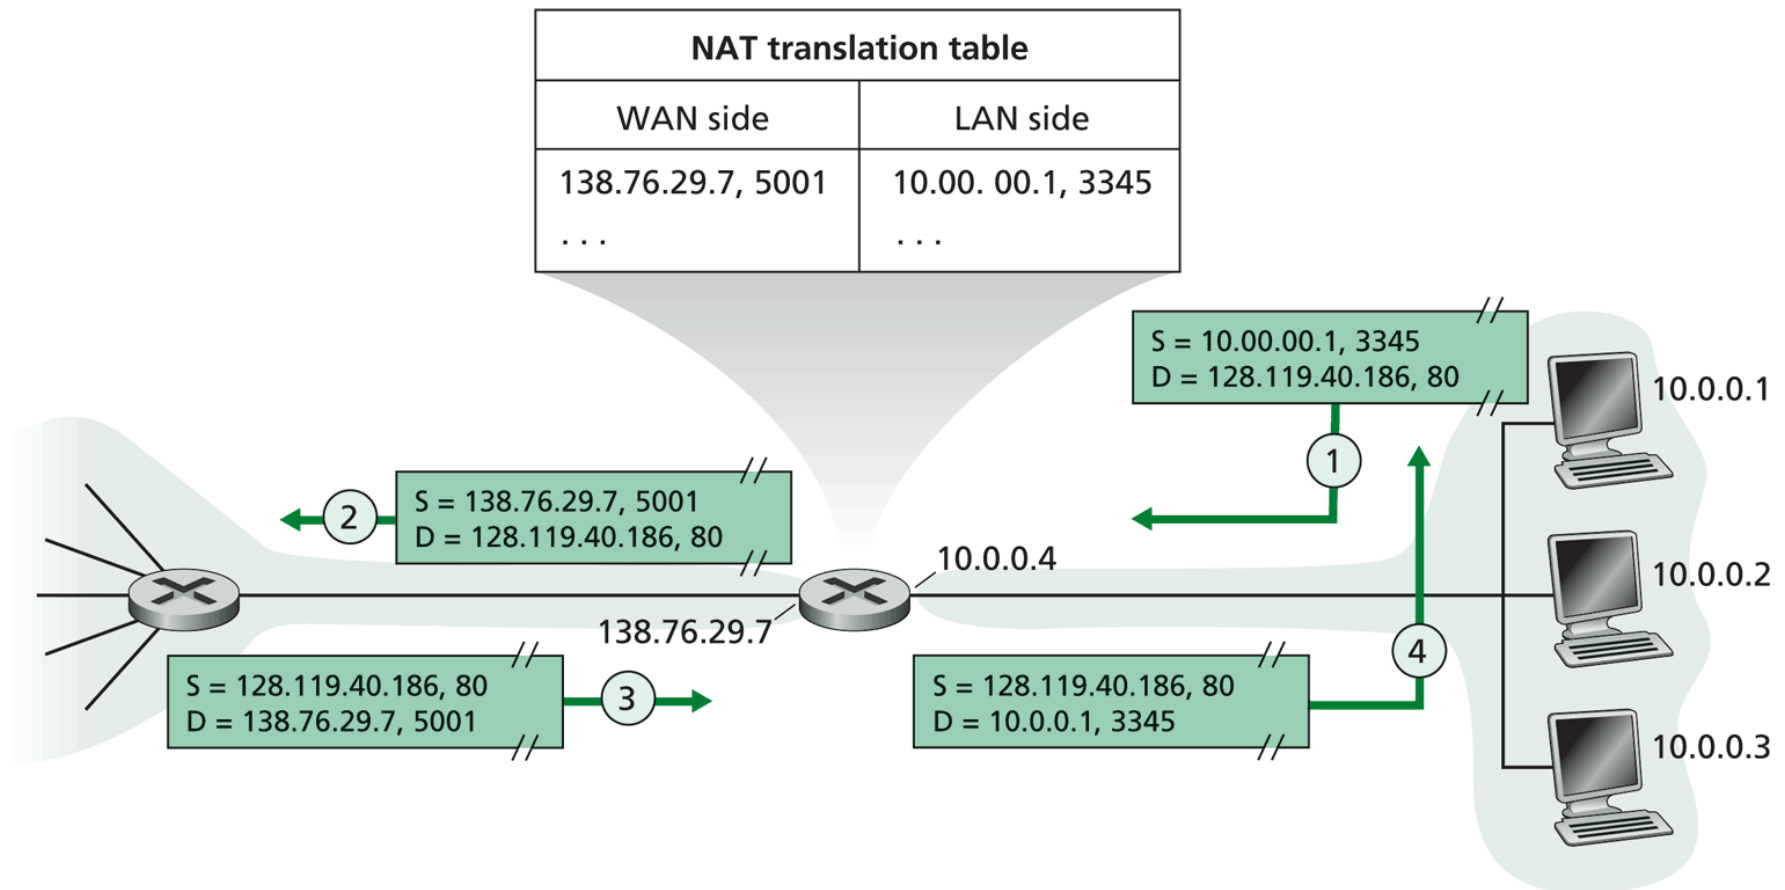 NAT translation table
WAN side LAN side
138.76.29.7, 5001 10.00. 00.1, 3345
. . . . . .
S = 10.00.00.1, 3345
D = 128.119.40.186, 80
10.0.0.1
1
2
S = 138.76.29.7, 5001
D = 128.119.40.186, 80
10.0.0.4
10.0.0.2
138.76.29.7
4
S = 128.119.40.186, 80
D = 138.76.29.7, 5001
3
S = 128.119.40.186, 80
D = 10.0.0.1, 3345
10.0.0.3